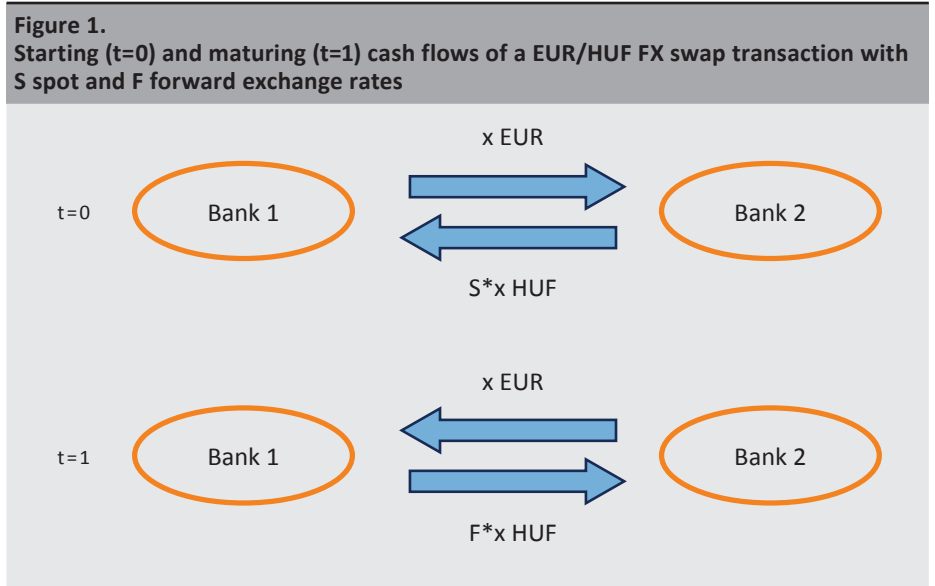 Figure 1.
Starting (t=0) and maturing (t=1) cash flows of a EUR/HUF FX swap transaction with
S spot and F forward exchange rates
x EUR
t=0
Bank 1
Bank 2
S*x HUF
x EUR
t=1
Bank 1
Bank 2
F*x HUF